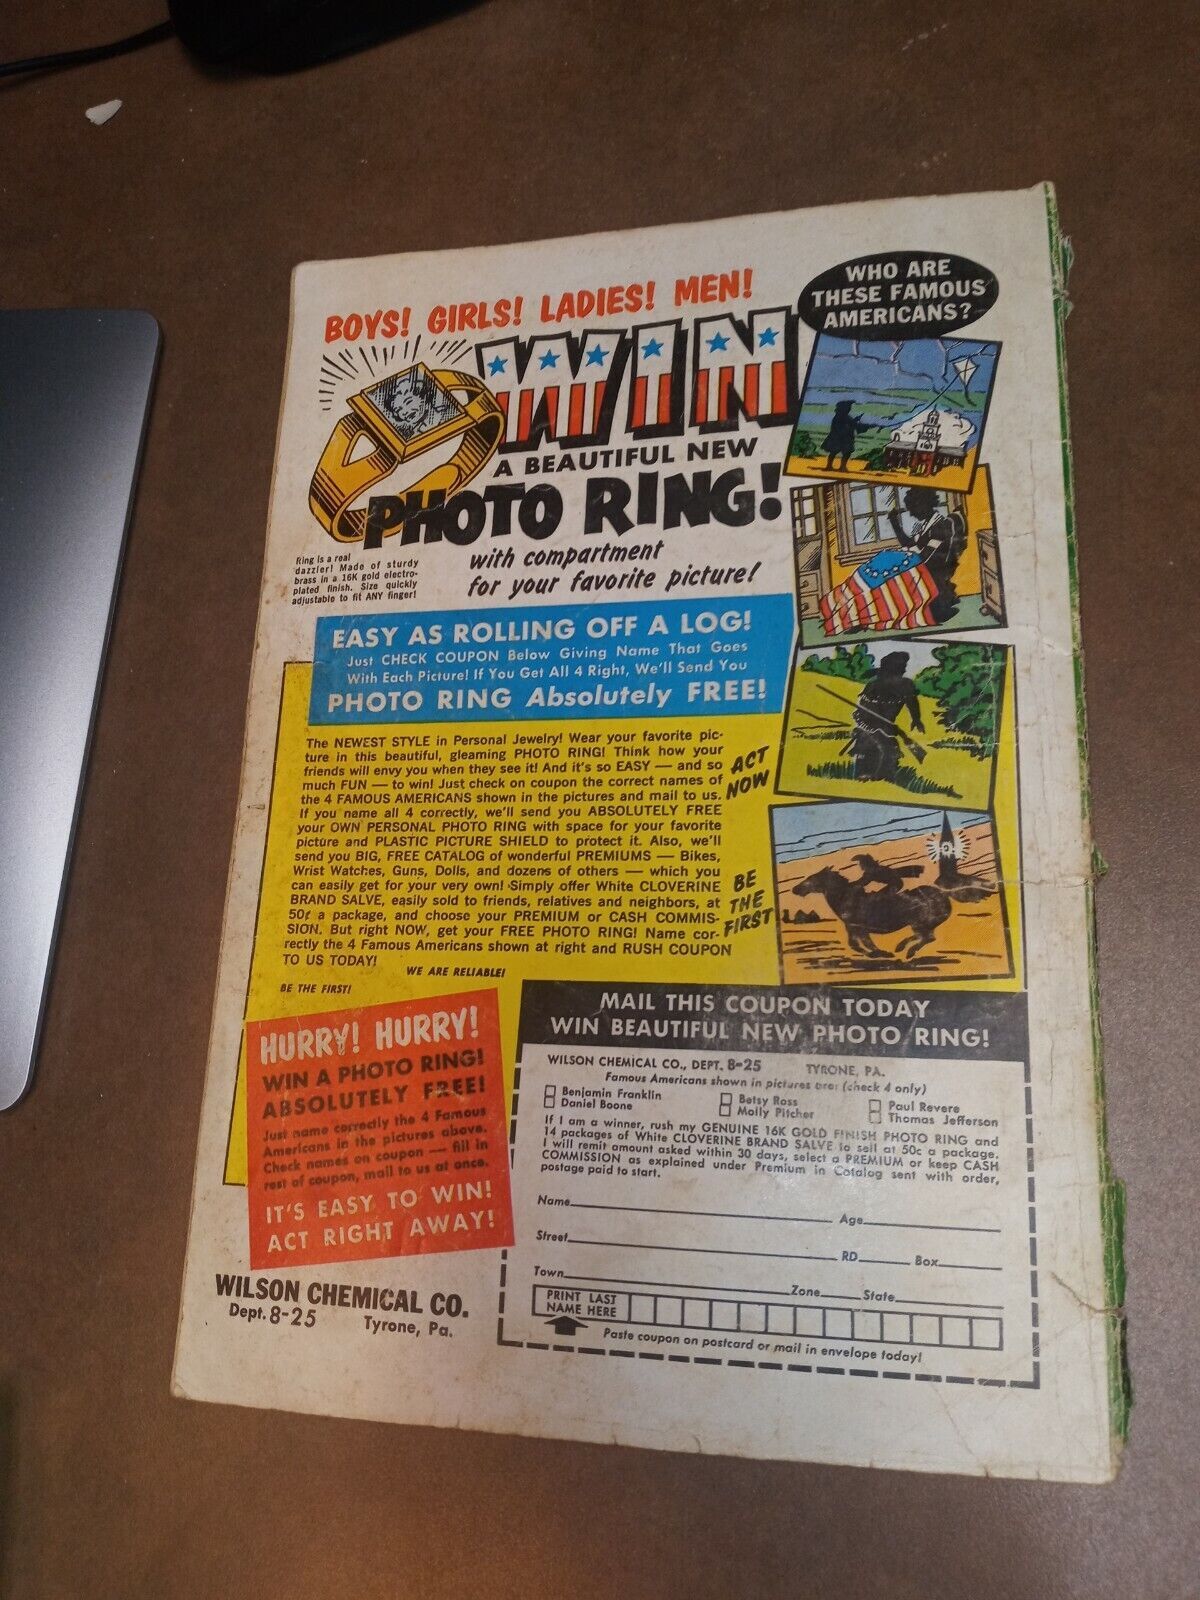 BOYS! GIRLS! LADIES! MEN!
WIN
A BEAUTIFUL NEW
PHOTO RING!
with compartment
for your favorite picture!
Ring is a real
dazzler! Made of sturdy
brass in a 16K gold electro-
plated finish. Size quickly
adjustable to fit ANY finger!
WHO ARE
THESE FAMOUS
AMERICANS?
EASY AS ROLLING OFF A LOG!
Just CHECK COUPON Below Giving Name That Goes
With Each Picture! If You Get All 4 Right, We'll Send You
PHOTO RING Absolutely FREE!
The NEWEST STYLE in Personal Jewelry! Wear your favorite pic-
ture in this beautiful, gleaming PHOTO RING! Think how your
friends will envy you when they see it! And it's so EASY — and so
much FUN — to win! Just check on coupon the correct names of
the 4 FAMOUS AMERICANS shown in the pictures and mail to us.
If you name all 4 correctly, we'll send you ABSOLUTELY FREE
your OWN PERSONAL PHOTO RING with space for your favorite
picture and PLASTIC PICTURE SHIELD to protect it. Also, we'll
send you BIG, FREE CATALOG of wonderful PREMIUMS — Bikes,
Wrist Watches, Guns, Dolls, and dozens of others — which you
can easily get for your very own! Simply offer White CLOVERINE
BRAND SALVE, easily sold to friends, relatives and neighbors, at
50¢ a package, and choose your PREMIUM or CASH COMMIS-
SION. But right NOW, get your FREE PHOTO RING! Name cor-
rectly the 4 Famous Americans shown at right and RUSH COUPON
TO US TODAY!
WE ARE RELIABLE!
BE THE FIRST!
ACT
NOW
BE
THE
FIRST
HURRY! HURRY!
WIN A PHOTO RING!
ABSOLUTELY FREE!
Just name correctly the 4 Famous
Americans in the pictures above.
Check names on coupon — fill in
rest of coupon, mail to us at once.
IT'S EASY TO WIN!
ACT RIGHT AWAY!
WILSON CHEMICAL CO.
Dept. 8-25 Tyrone, Pa.
MAIL THIS COUPON TODAY
WIN BEAUTIFUL NEW PHOTO RING!
WILSON CHEMICAL CO., DEPT. 8-25 TYRONE, PA.
Famous Americans shown in pictures are: (check 4 only)
Benjamin Franklin Betsy Ross Paul Revere
Daniel Boone Molly Pitcher Thomas Jefferson
If I am a winner, rush my GENUINE 16K GOLD FINISH PHOTO RING and
14 packages of White CLOVERINE BRAND SALVE to sell at 50c a package.
I will remit amount asked within 30 days, select a PREMIUM or keep CASH
COMMISSION as explained under Premium in Catalog sent with order,
postage paid to start.
Name Age
Street RD Box
Town Zone State
PRINT LAST
NAME HERE
Paste coupon on postcard or mail in envelope today!